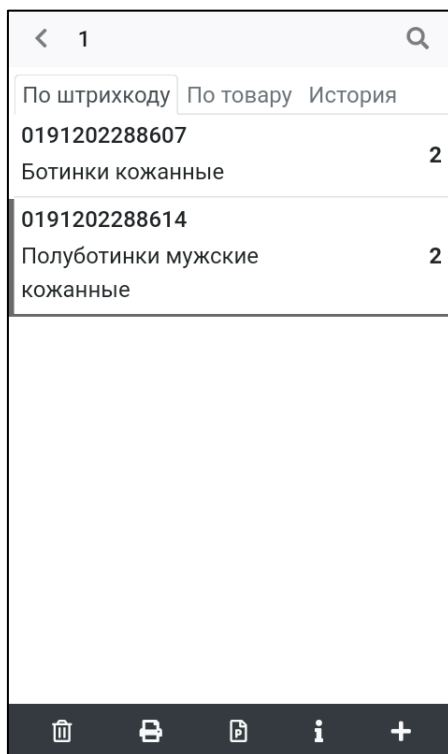 1
По штрихкоду По товару История
0191202288607
Ботинки кожанные
2
0191202288614
Полуботинки мужские
2
кожанные